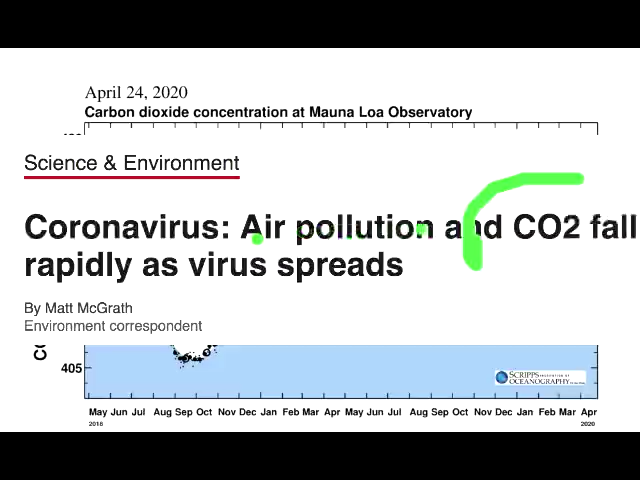 April 24, 2020
Carbon dioxide concentration at Mauna Loa Observatory
Science & Environment
Coronavirus: Air pollution and CO2 fall
rapidly as virus spreads
By Matt McGrath
Environment correspondent
405
SCRIPPS INSTITUTION OF
OCEANOGRAPHY
May Jun Jul Aug Sep Oct Nov Dec Jan Feb Mar Apr May Jun Jul Aug Sep Oct Nov Dec Jan Feb Mar Apr
2018 2020